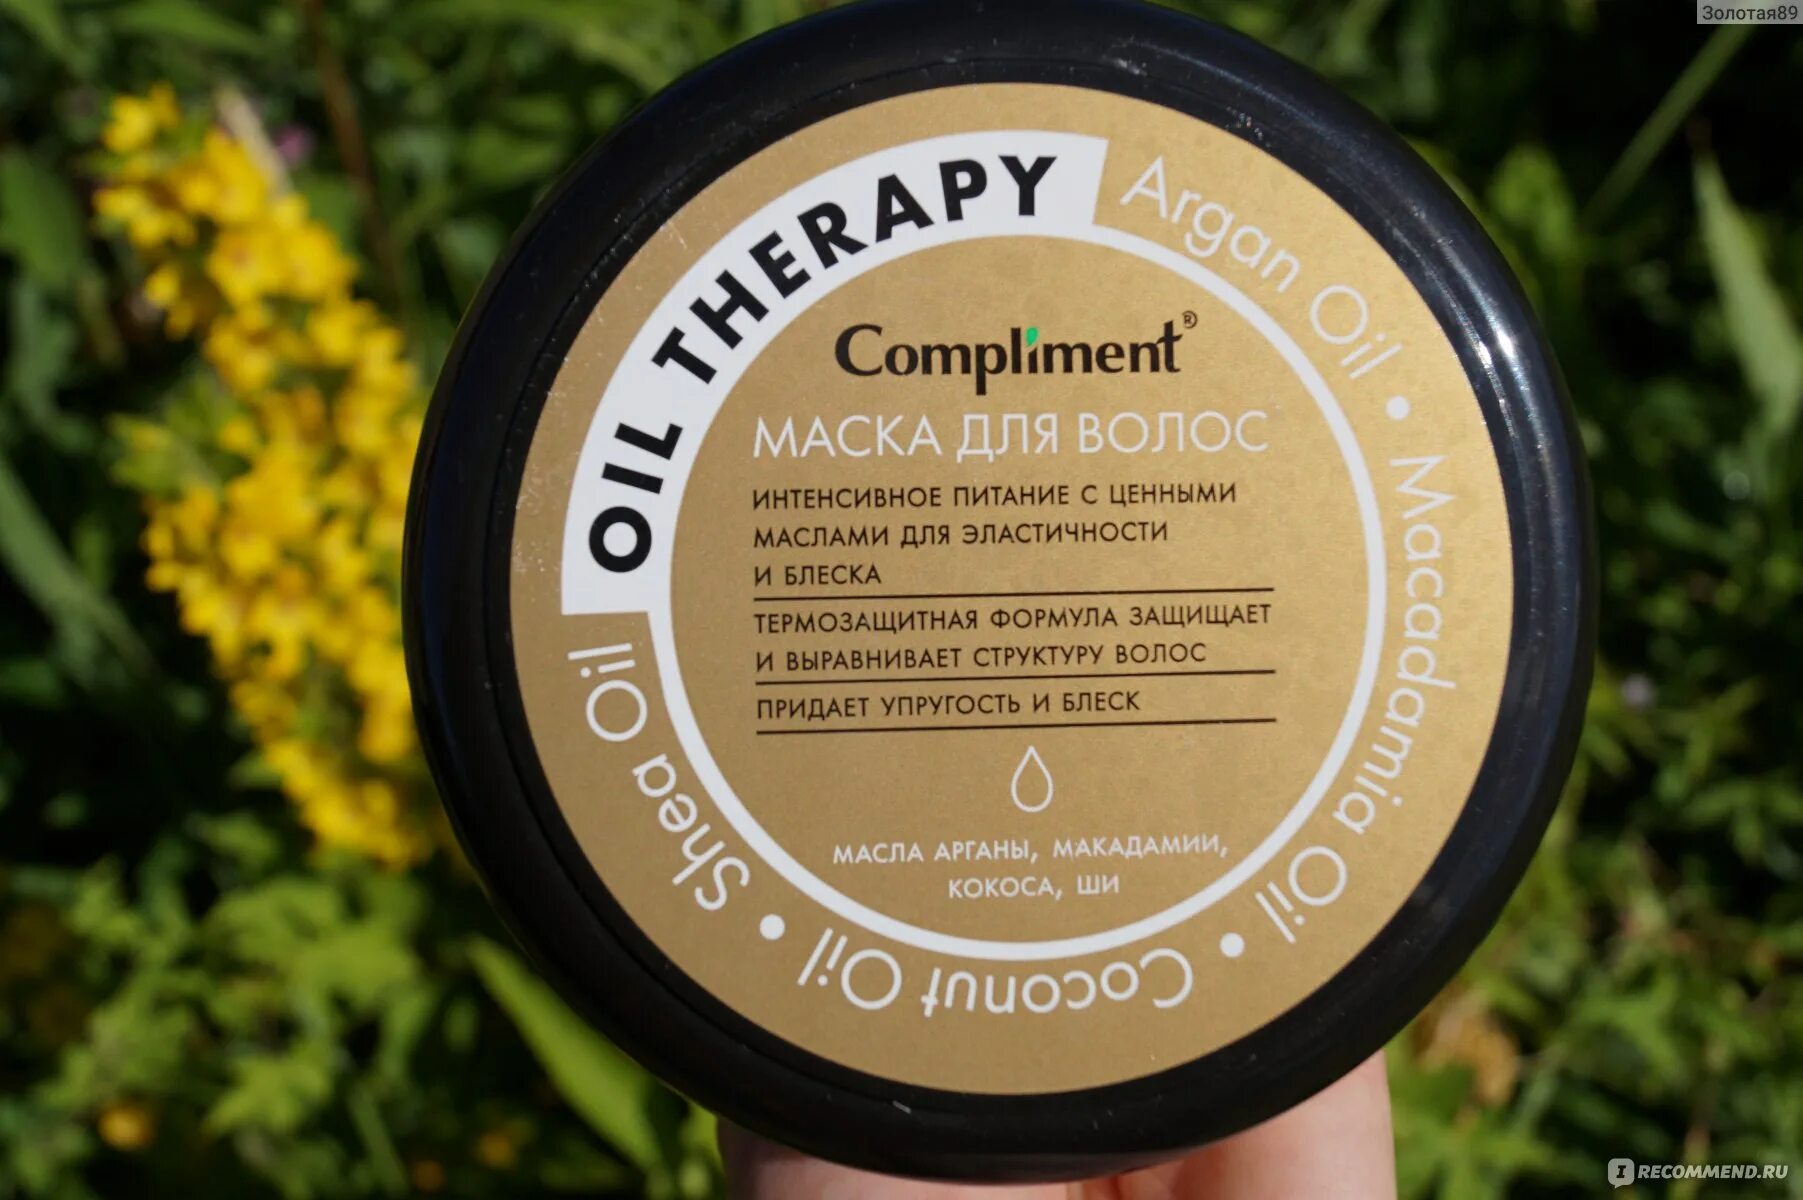 Золотая89
OIL THERAPY
Argan Oil • Macadamia Oil • Coconut Oil • Shea Oil
Compliment®
МАСКА ДЛЯ ВОЛОС
ИНТЕНСИВНОЕ ПИТАНИЕ С ЦЕННЫМИ
МАСЛАМИ ДЛЯ ЭЛАСТИЧНОСТИ
И БЛЕСКА
ТЕРМОЗАЩИТНАЯ ФОРМУЛА ЗАЩИЩАЕТ
И ВЫРАВНИВАЕТ СТРУКТУРУ ВОЛОС
ПРИДАЕТ УПРУГОСТЬ И БЛЕСК
МАСЛА АРГАНЫ, МАКАДАМИИ,
КОКОСА, ШИ
IRECOMMEND.RU